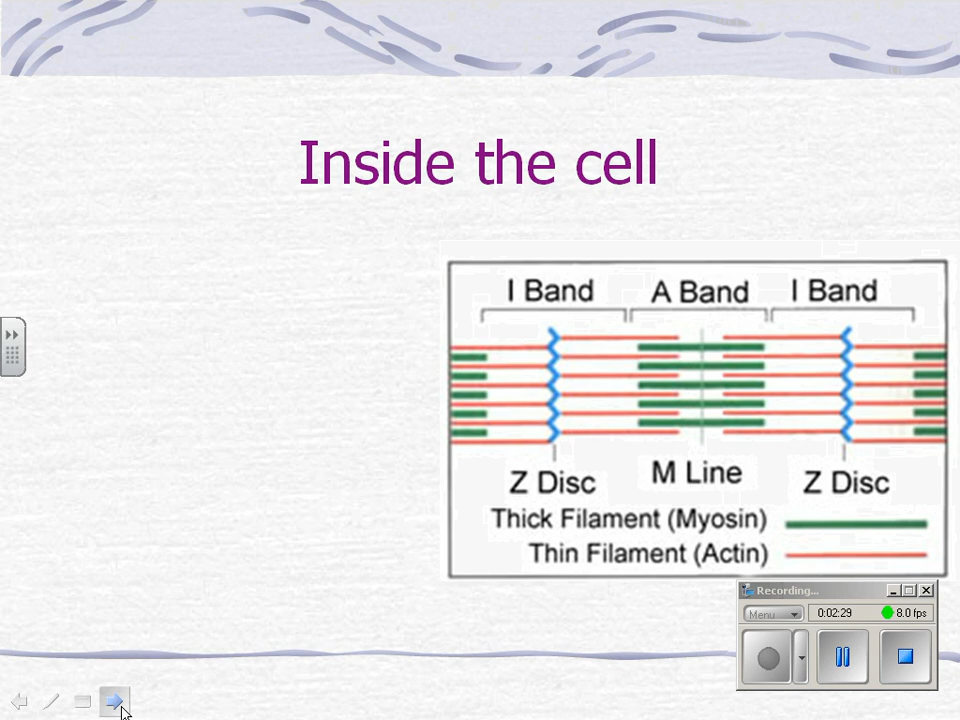 Inside the cell
I Band A Band I Band
Z Disc M Line Z Disc
Thick Filament (Myosin)
Thin Filament (Actin)
Recording...
Menu 0:02:29 8.0 fps